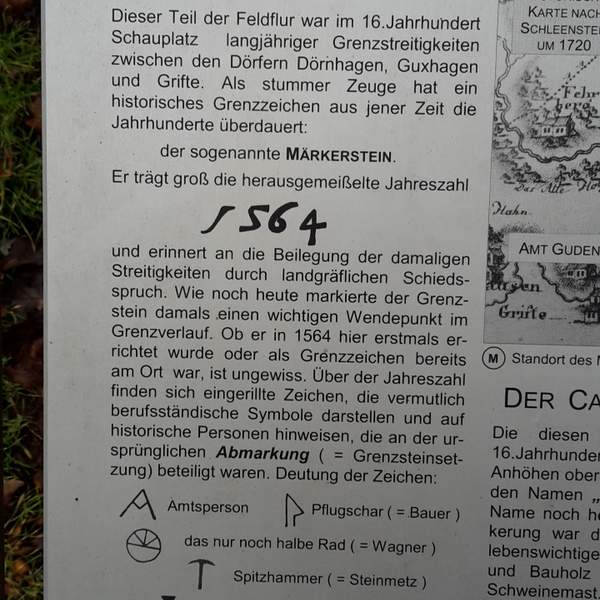 Dieser Teil der Feldflur war im 16.Jahrhundert
Schauplatz langjähriger Grenzstreitigkeiten
zwischen den Dörfern Dörnhagen, Guxhagen
und Grifte. Als stummer Zeuge hat ein
historisches Grenzzeichen aus jener Zeit die
Jahrhunderte überdauert:
der sogenannte MÄRKERSTEIN.
Er trägt groß die herausgemeißelte Jahreszahl
1564
und erinnert an die Beilegung der damaligen
Streitigkeiten durch landgräflichen Schieds-
spruch. Wie noch heute markierte der Grenz-
stein damals einen wichtigen Wendepunkt im
Grenzverlauf. Ob er in 1564 hier erstmals er-
richtet wurde oder als Grenzzeichen bereits
am Ort war, ist ungewiss. Über der Jahreszahl
finden sich eingerillte Zeichen, die vermutlich
berufsständische Symbole darstellen und auf
historische Personen hinweisen, die an der ur-
sprünglichen Abmarkung ( = Grenzsteinset-
zung) beteiligt waren. Deutung der Zeichen:
Amtsperson
Pflugschar ( = Bauer )
das nur noch halbe Rad ( = Wagner )
Spitzhammer ( = Steinmetz )
KARTE NACH
SCHLEENSTEI
UM 1720
Der Alte
Hahn.
AMT GUDEN
Grifte
M Standort des
DER CA
Die diesen
16.Jahrhunder
Anhöhen ober
den Namen „
Name noch he
kerung war d
lebenswichtige
und Bauholz
Schweinemast.